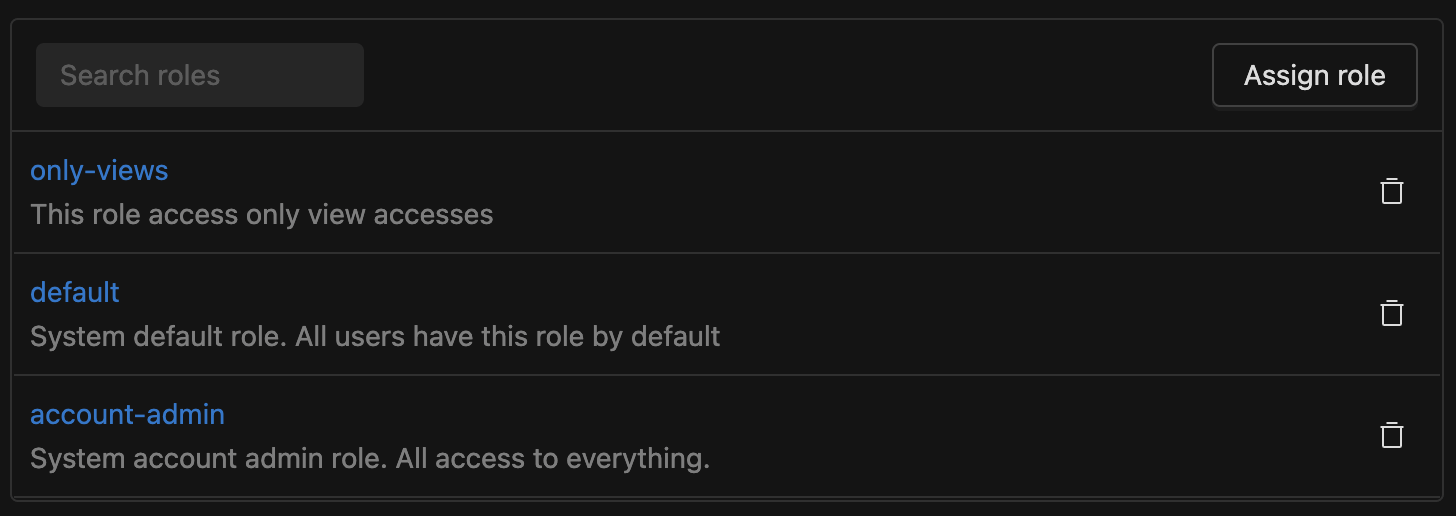 Search roles
Assign role
only-views
This role access only view accesses
default
System default role. All users have this role by default
account-admin
System account admin role. All access to everything.